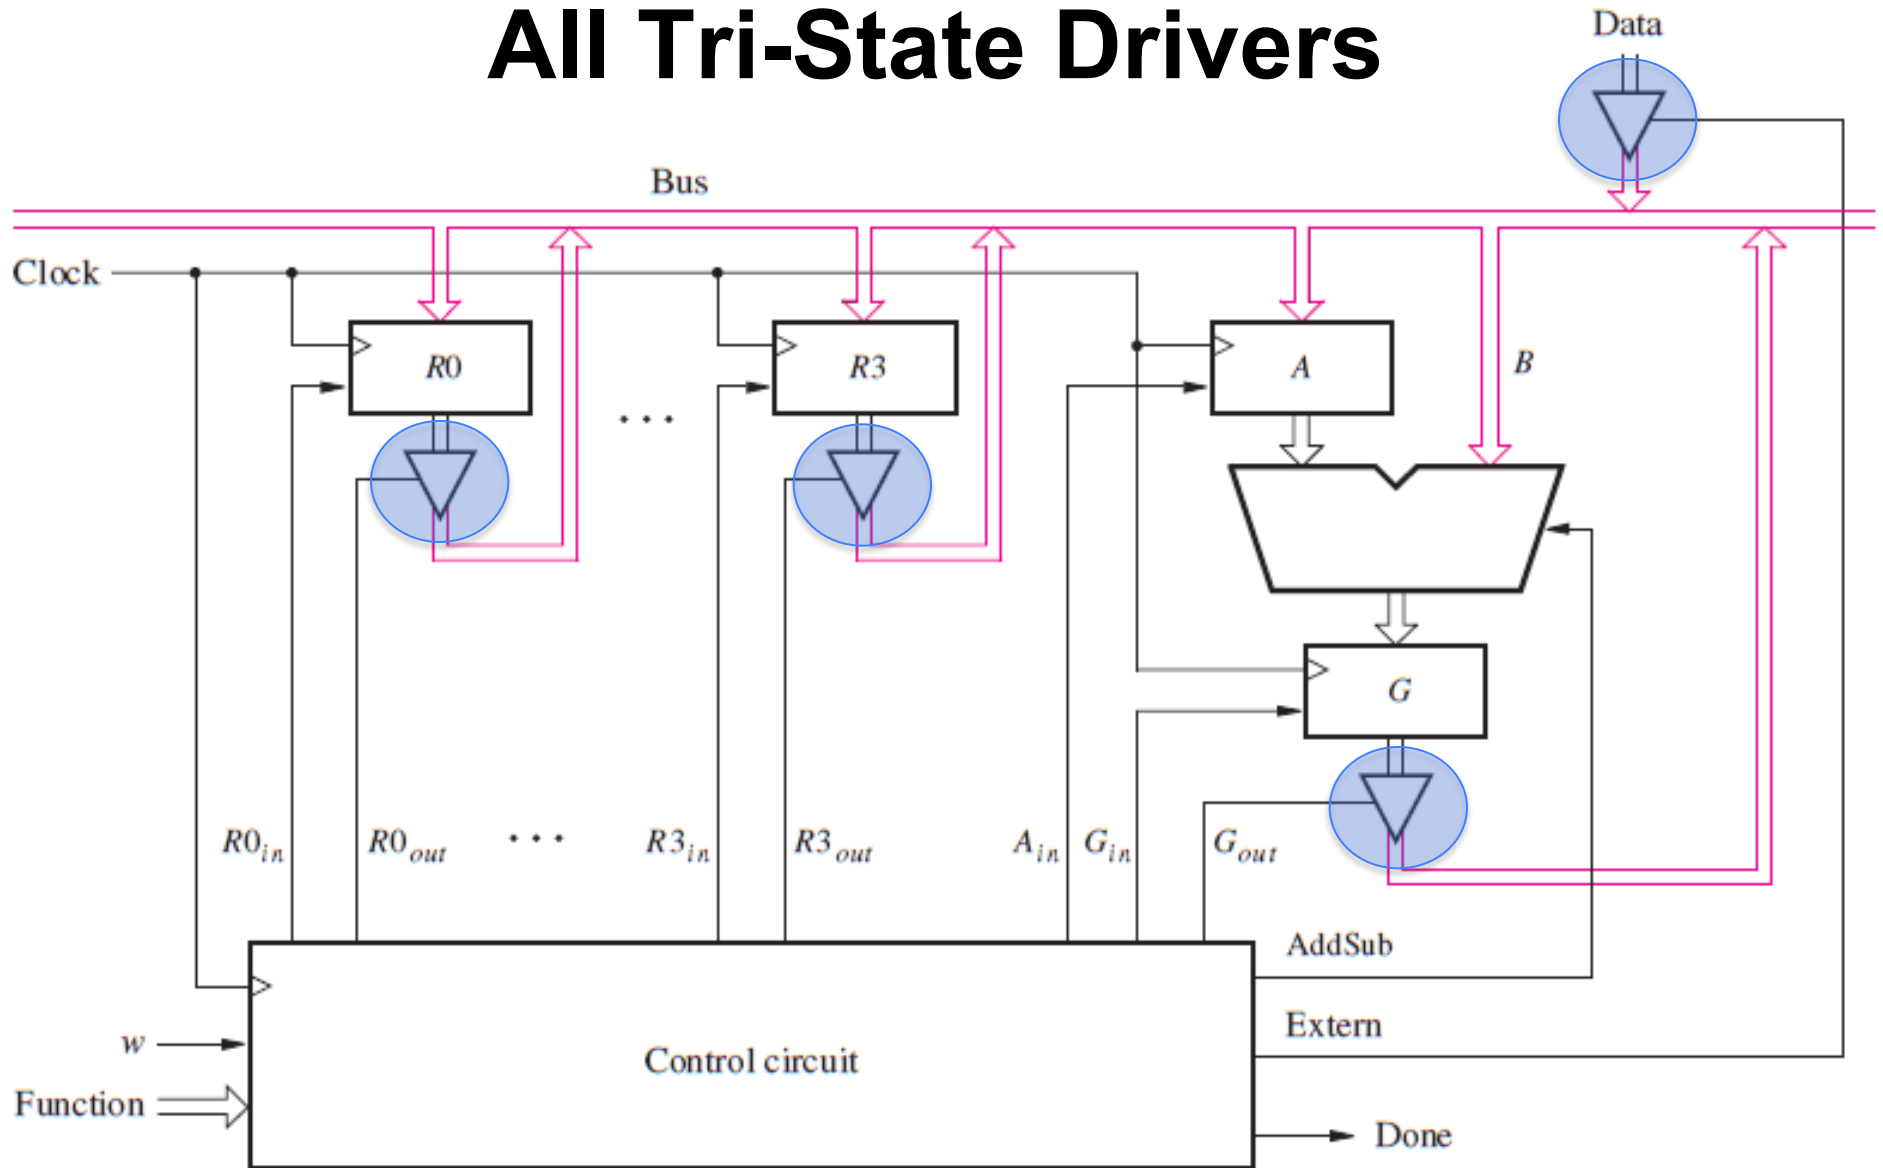 All Tri-State Drivers
Data
Bus
Clock
R0
R3
A
B
. . .
G
R0in
R0out
. . .
R3in
R3out
Ain
Gin
Gout
AddSub
Extern
w
Control circuit
Function
Done